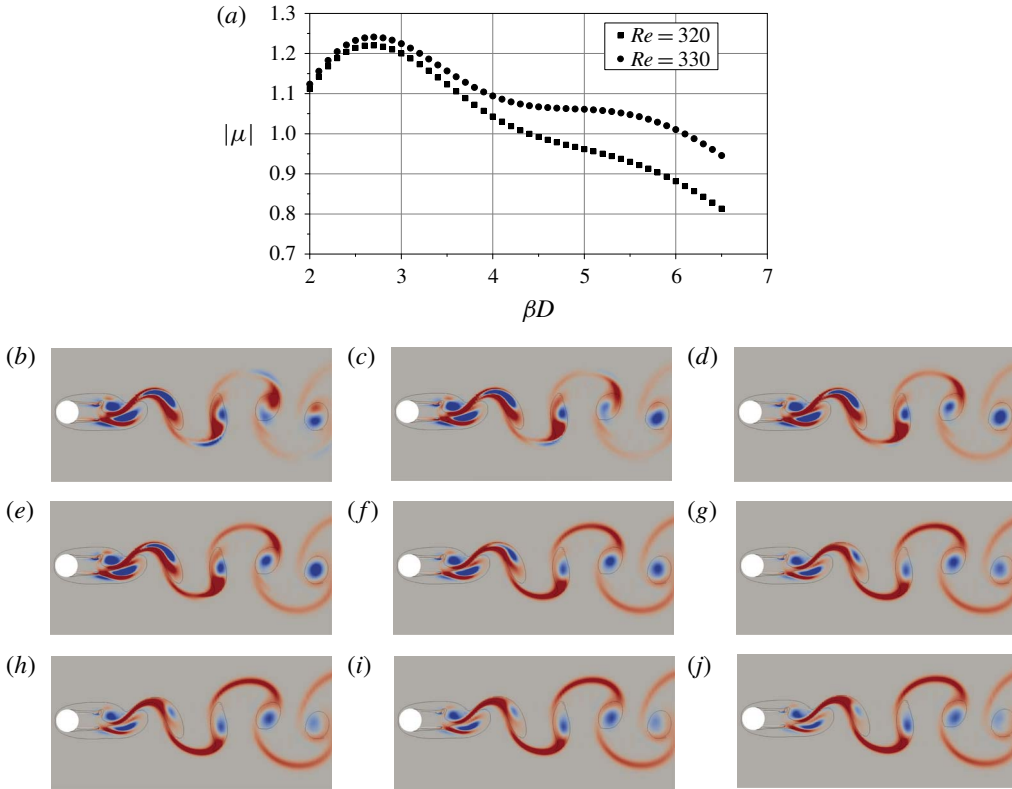 (a)
1.3
1.2
1.1
1.0
0.9
0.8
0.7
|μ|
Re = 320
Re = 330
2 3 4 5 6 7
βD
(b) (c) (d)
(e) (f) (g)
(h) (i) (j)